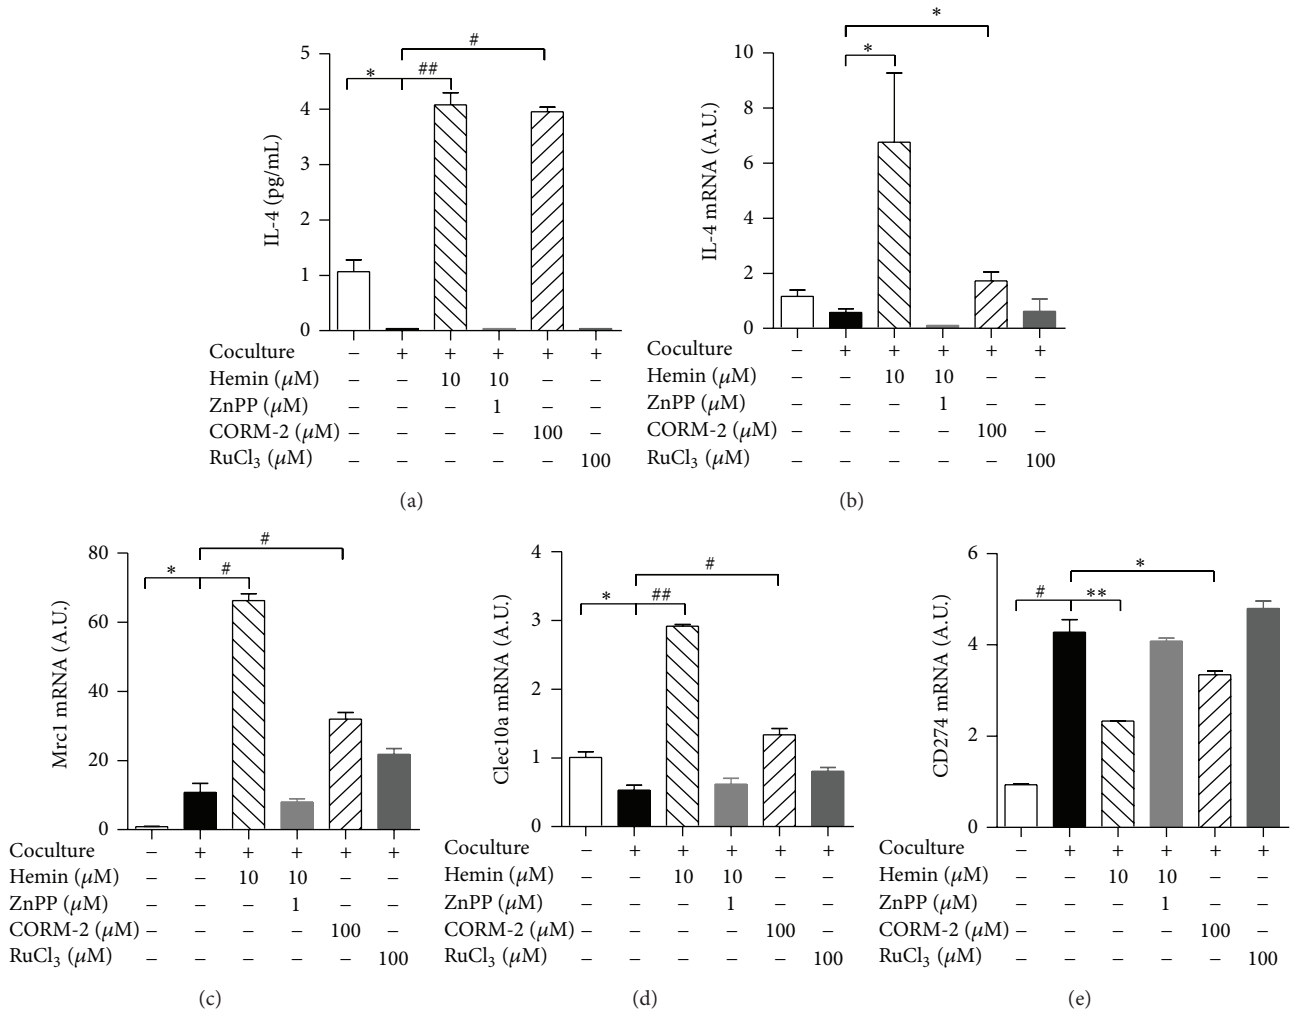 *
#
5
*
##
4
3
2
1
0
IL-4 (pg/mL)
Coculture – + + + + +
Hemin (μM) – – 10 10 – –
ZnPP (μM) – – – 1 – –
CORM-2 (μM) – – – – 100 –
RuCl₃ (μM) – – – – – 100
(a)
*
10
8
6
4
2
0
IL-4 mRNA (A.U.)
Coculture – + + + + +
Hemin (μM) – – 10 10 – –
ZnPP (μM) – – – 1 – –
CORM-2 (μM) – – – – 100 –
RuCl₃ (μM) – – – – – 100
(b)
#
80
* #
60
40
20
0
Mrc1 mRNA (A.U.)
Coculture – + + + + +
Hemin (μM) – – 10 10 – –
ZnPP (μM) – – – 1 – –
CORM-2 (μM) – – – – 100 –
RuCl₃ (μM) – – – – – 100
(c)
4
#
* ##
3
2
1
0
Clec10a mRNA (A.U.)
Coculture – + + + + +
Hemin (μM) – – 10 10 – –
ZnPP (μM) – – – 1 – –
CORM-2 (μM) – – – – 100 –
RuCl₃ (μM) – – – – – 100
(d)
6
*
# **
4
2
0
CD274 mRNA (A.U.)
Coculture – + + + + +
Hemin (μM) – – 10 10 – –
ZnPP (μM) – – – 1 – –
CORM-2 (μM) – – – – 100 –
RuCl₃ (μM) – – – – – 100
(e)